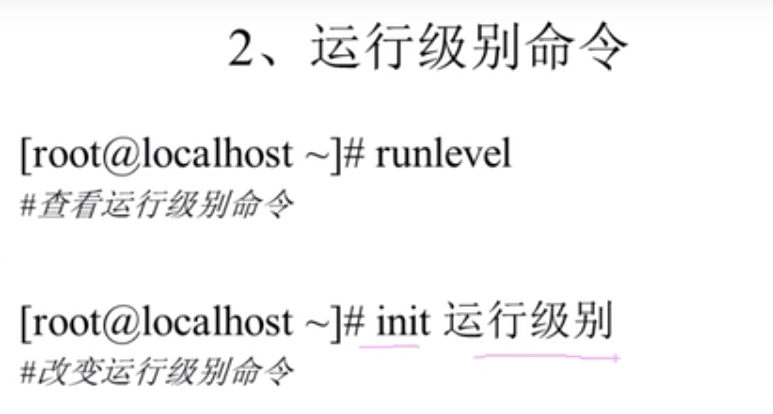 2、运行级别命令
[root@localhost ~]# runlevel
#查看运行级别命令
[root@localhost ~]# init 运行级别
#改变运行级别命令